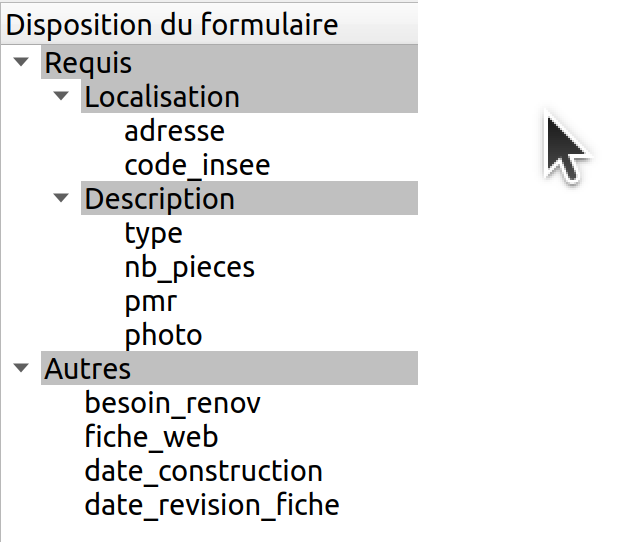 Disposition du formulaire
Requis
Localisation
adresse
code_insee
Description
type
nb_pieces
pmr
photo
Autres
besoin_renov
fiche_web
date_construction
date_revision_fiche